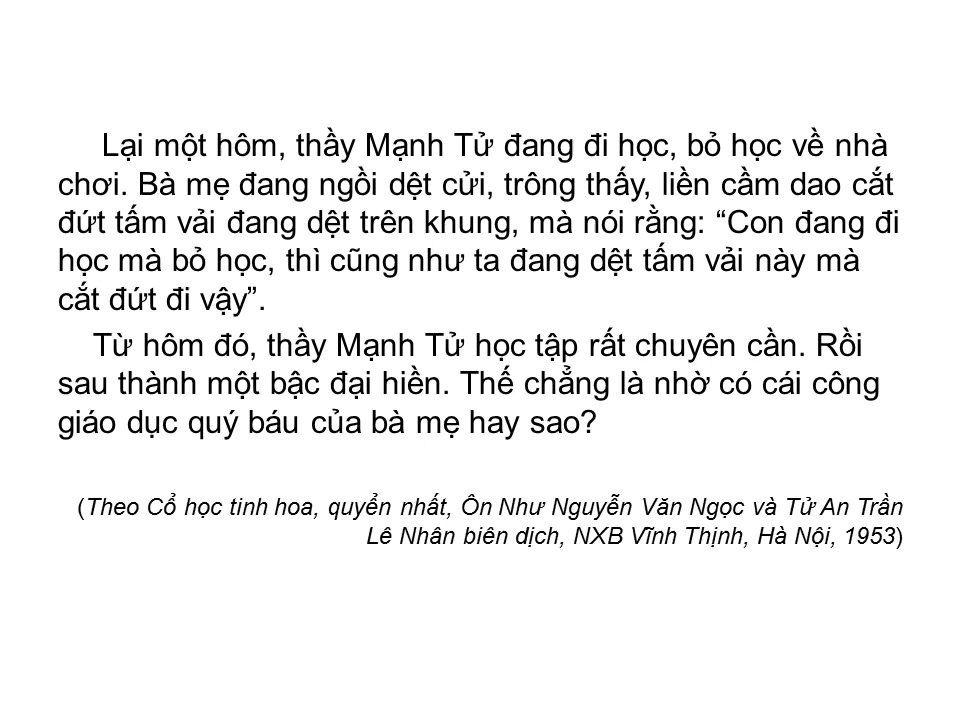 Lại một hôm, thầy Mạnh Tử đang đi học, bỏ học về nhà
chơi. Bà mẹ đang ngồi dệt cửi, trông thấy, liền cầm dao cắt
đứt tấm vải đang dệt trên khung, mà nói rằng: “Con đang đi
học mà bỏ học, thì cũng như ta đang dệt tấm vải này mà
cắt đứt đi vậy”.
Từ hôm đó, thầy Mạnh Tử học tập rất chuyên cần. Rồi
sau thành một bậc đại hiền. Thế chẳng là nhờ có cái công
giáo dục quý báu của bà mẹ hay sao?
(Theo Cổ học tinh hoa, quyển nhất, Ôn Như Nguyễn Văn Ngọc và Tử An Trần
Lê Nhân biên dịch, NXB Vĩnh Thịnh, Hà Nội, 1953)